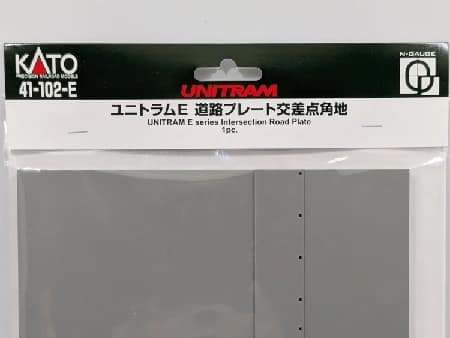 KATO
PRECISION RAILROAD MODELS
41-102-E
N-GAUGE
UNITRAM
ユニトラムE 道路プレート交差点角地
UNITRAM E series Intersection Road Plate
1pc.